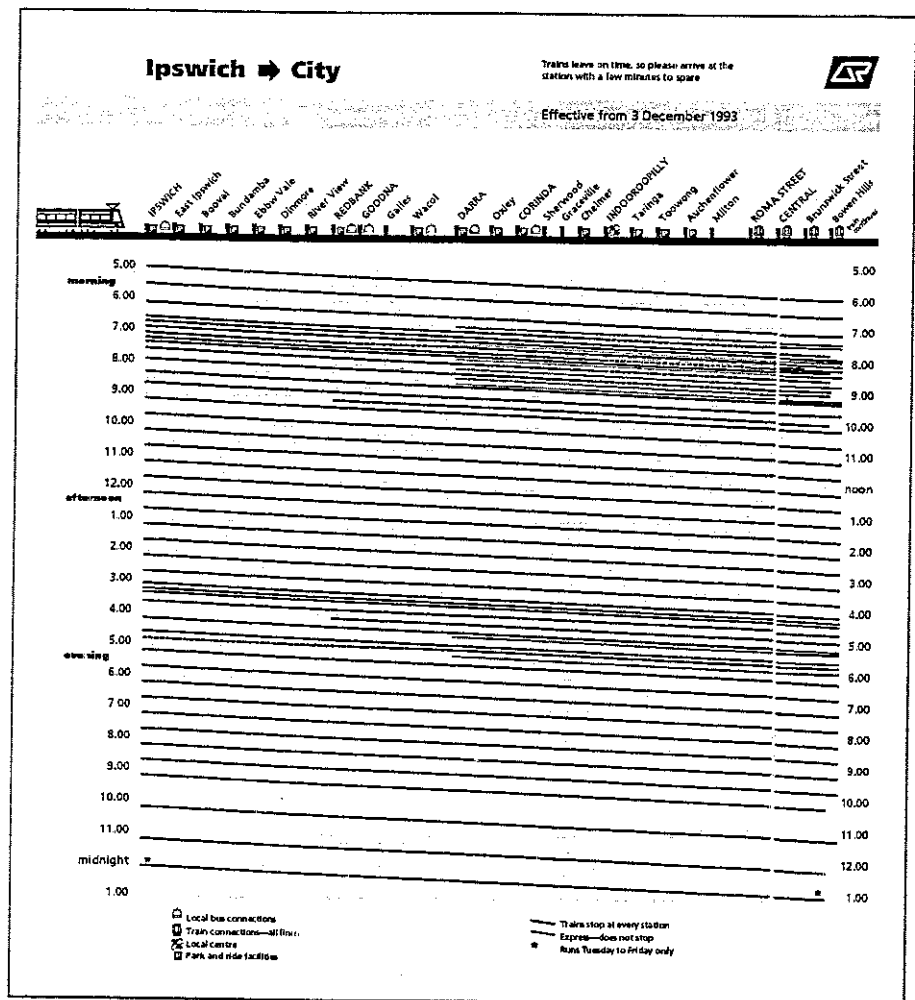 Ipswich ➡ City
Trains leave on time, so please arrive at the
station with a few minutes to spare
QR
Effective from 3 December 1993
IPSWICH
East Ipswich
Booval
Bundamba
Ebbw Vale
Dinmore
River View
REDBANK
GOODNA
Gailes
Wacol
DARRA
Oxley
CORINDA
Sherwood
Graceville
Chelmer
INDOOROOPILLY
Taringa
Toowong
Auchenflower
Milton
ROMA STREET
CENTRAL
Brunswick Street
Bowen Hills
5.00 5.00
morning
6.00 6.00
7.00 7.00
8.00 8.00
9.00 9.00
10.00 10.00
11.00 11.00
12.00 noon
afternoon
1.00 1.00
2.00 2.00
3.00 3.00
4.00 4.00
5.00 5.00
evening
6.00 6.00
7.00 7.00
8.00 8.00
9.00 9.00
10.00 10.00
11.00 11.00
midnight * 12.00
1.00 * 1.00
Local bus connections
Train connections—all lines
Local centre
Park and ride facilities
Trains stop at every station
Express—does not stop
* Runs Tuesday to Friday only